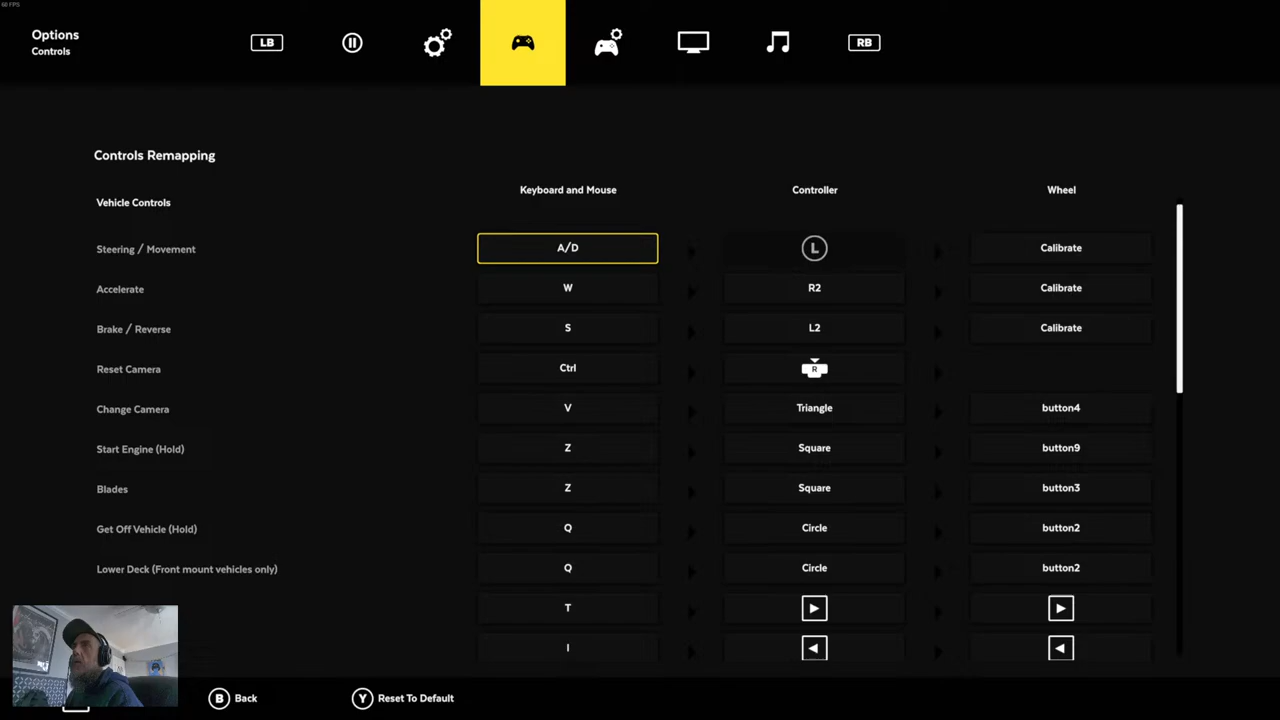 60 FPS
Options
Controls
LB
RB
Controls Remapping
Keyboard and Mouse Controller Wheel
Vehicle Controls
Steering / Movement A/D L Calibrate
Accelerate W R2 Calibrate
Brake / Reverse S L2 Calibrate
Reset Camera Ctrl R
Change Camera V Triangle button4
Start Engine (Hold) Z Square button9
Blades Z Square button3
Get Off Vehicle (Hold) Q Circle button2
Lower Deck (Front mount vehicles only) Q Circle button2
T
I
B Back Y Reset To Default